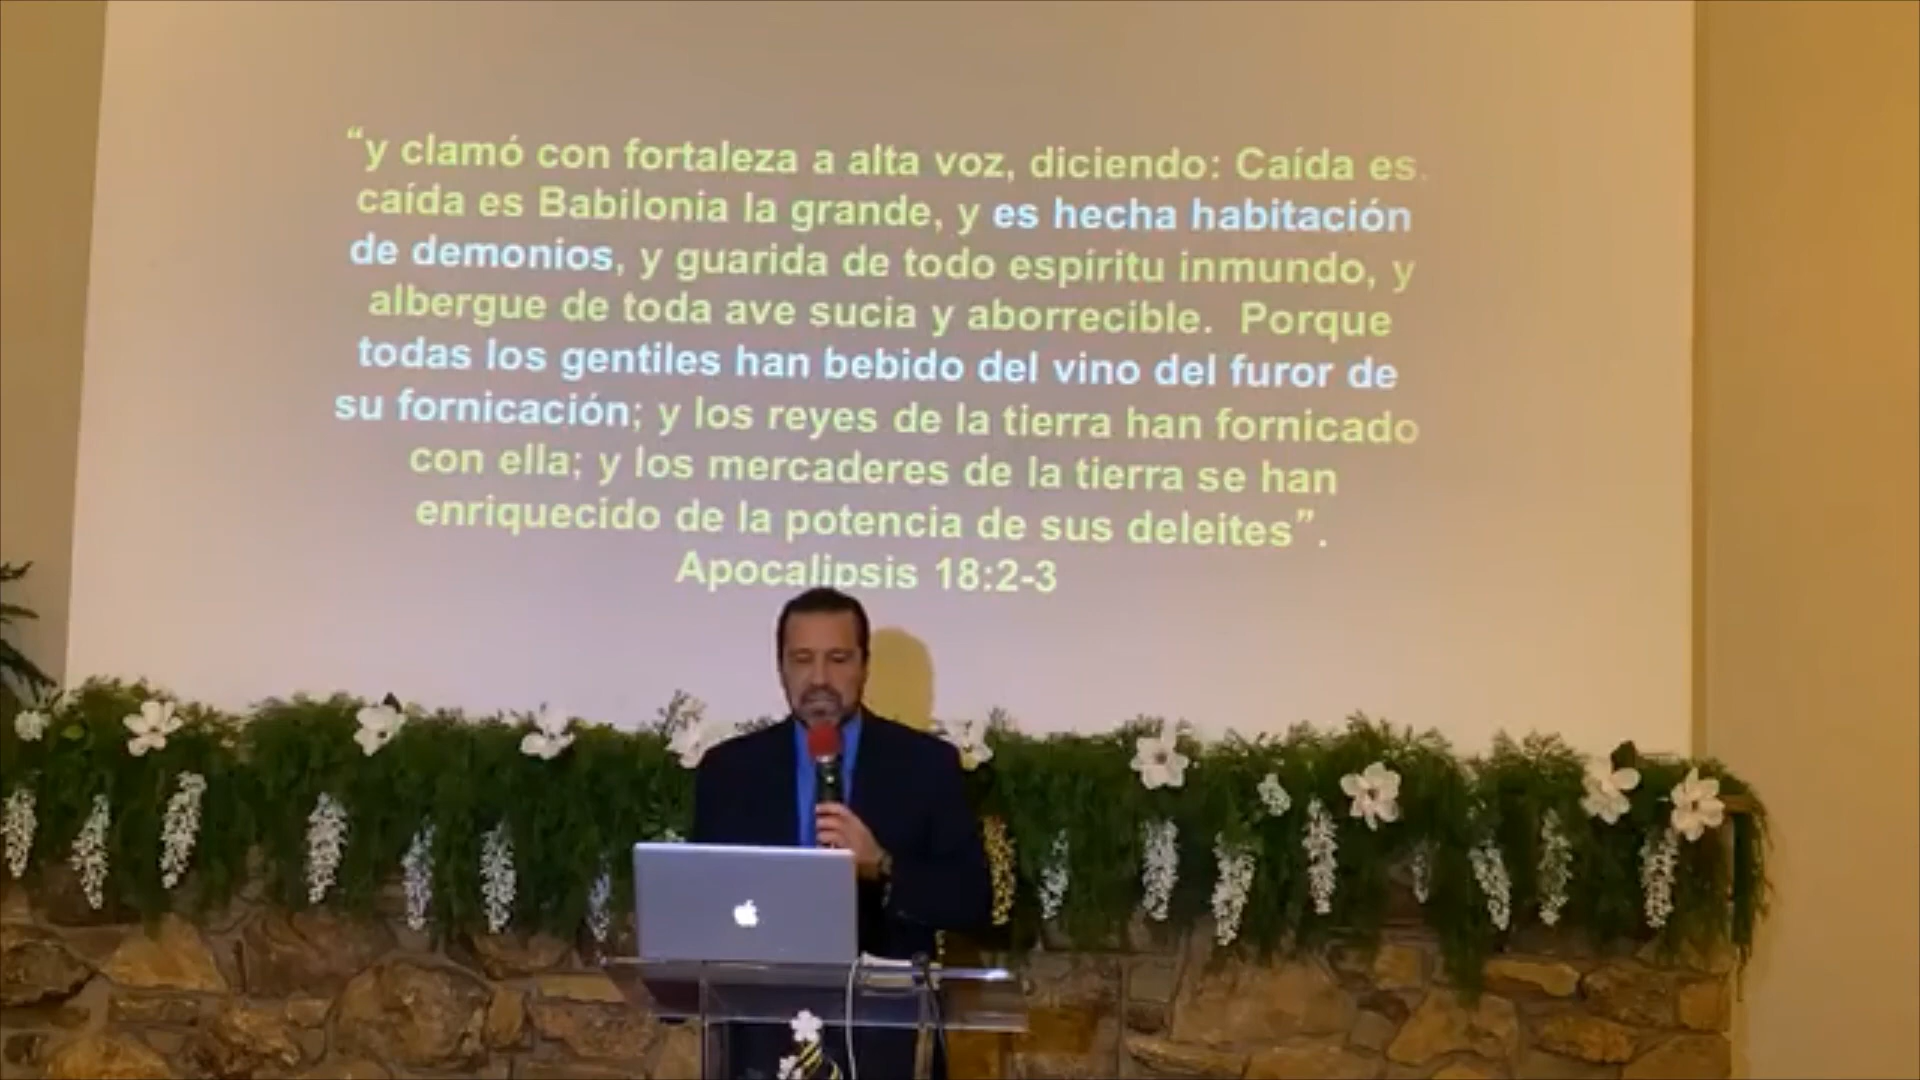 “y clamó con fortaleza a alta voz, diciendo: Caída es,
caída es Babilonia la grande, y es hecha habitación
de demonios, y guarida de todo espíritu inmundo, y
albergue de toda ave sucia y aborrecible. Porque
todas los gentiles han bebido del vino del furor de
su fornicación; y los reyes de la tierra han fornicado
con ella; y los mercaderes de la tierra se han
enriquecido de la potencia de sus deleites”.
Apocalipsis 18:2-3